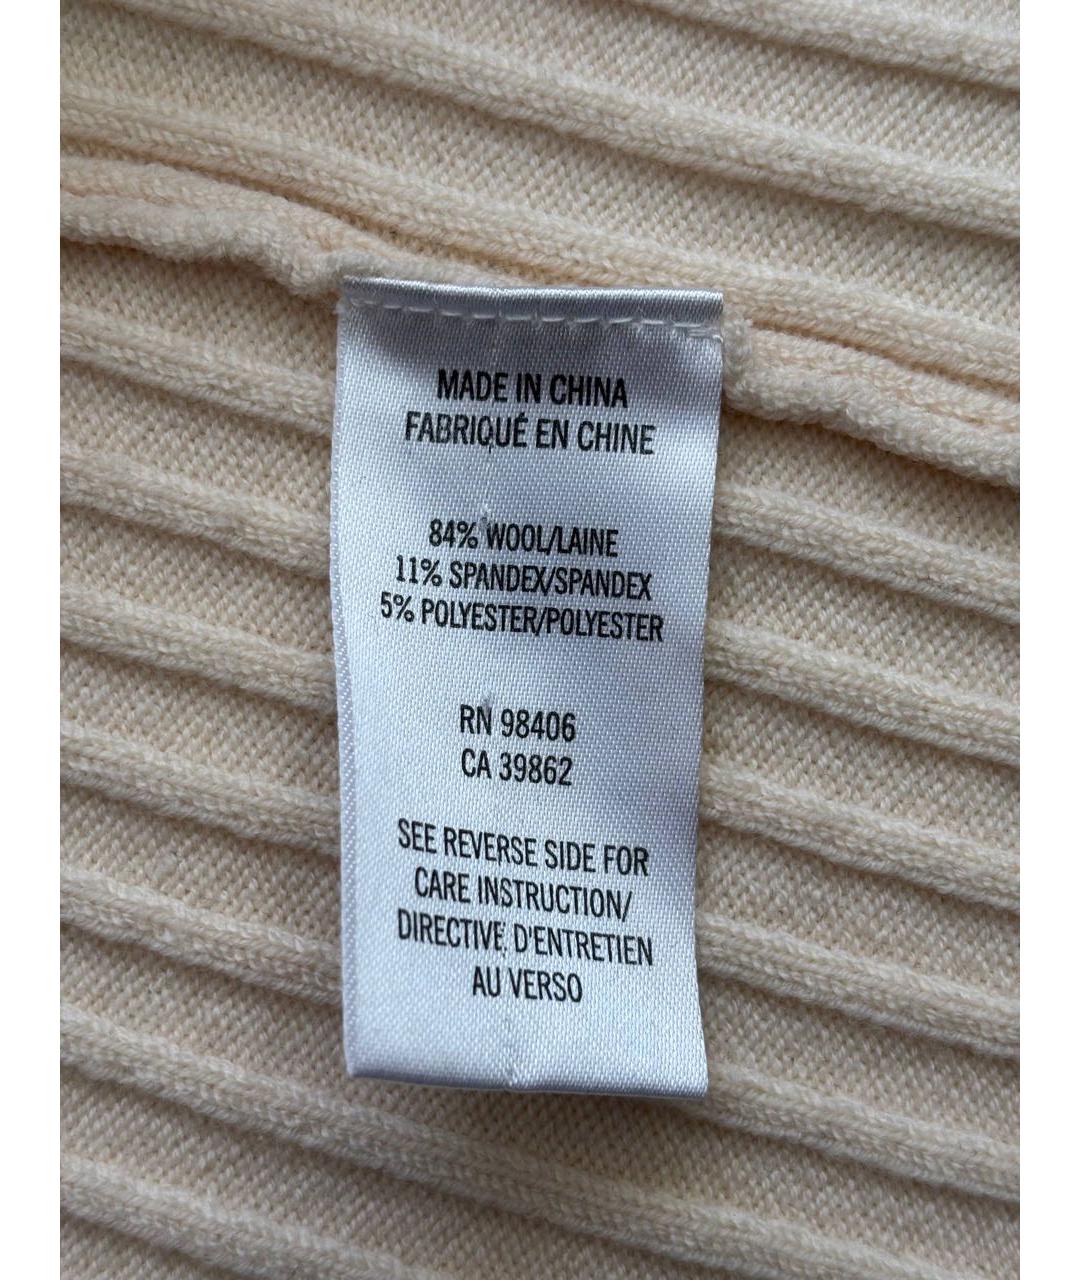 MADE IN CHINA
FABRIQUÉ EN CHINE
84% WOOL/LAINE
11% SPANDEX/SPANDEX
5% POLYESTER/POLYESTER
RN 98406
CA 39862
SEE REVERSE SIDE FOR
CARE INSTRUCTION/
DIRECTIVE D'ENTRETIEN
AU VERSO